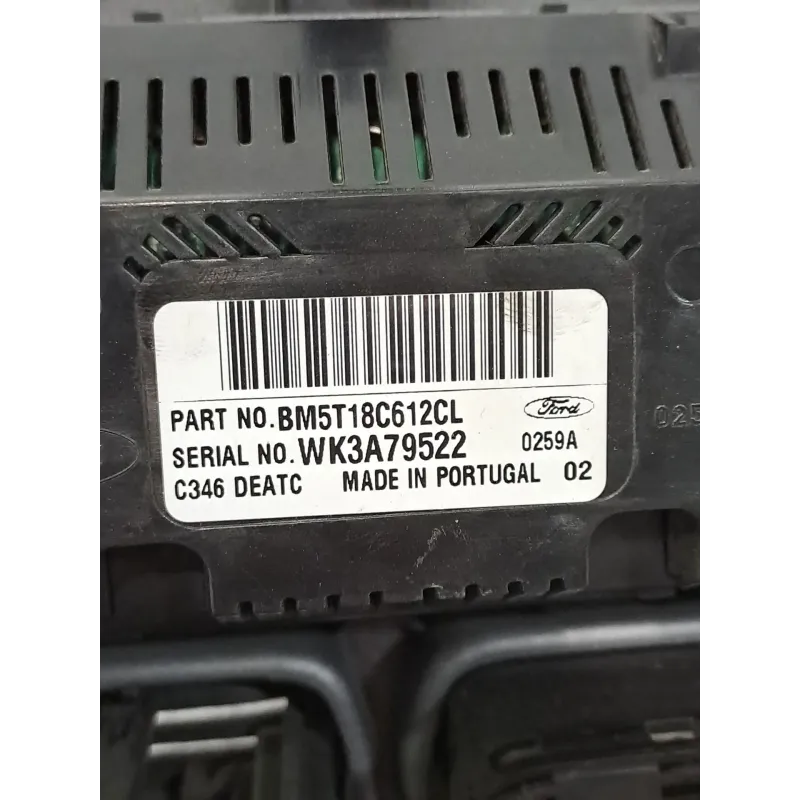 PART NO. BM5T18C612CL
Ford
SERIAL NO. WK3A79522 0259A
C346 DEATC MADE IN PORTUGAL 02